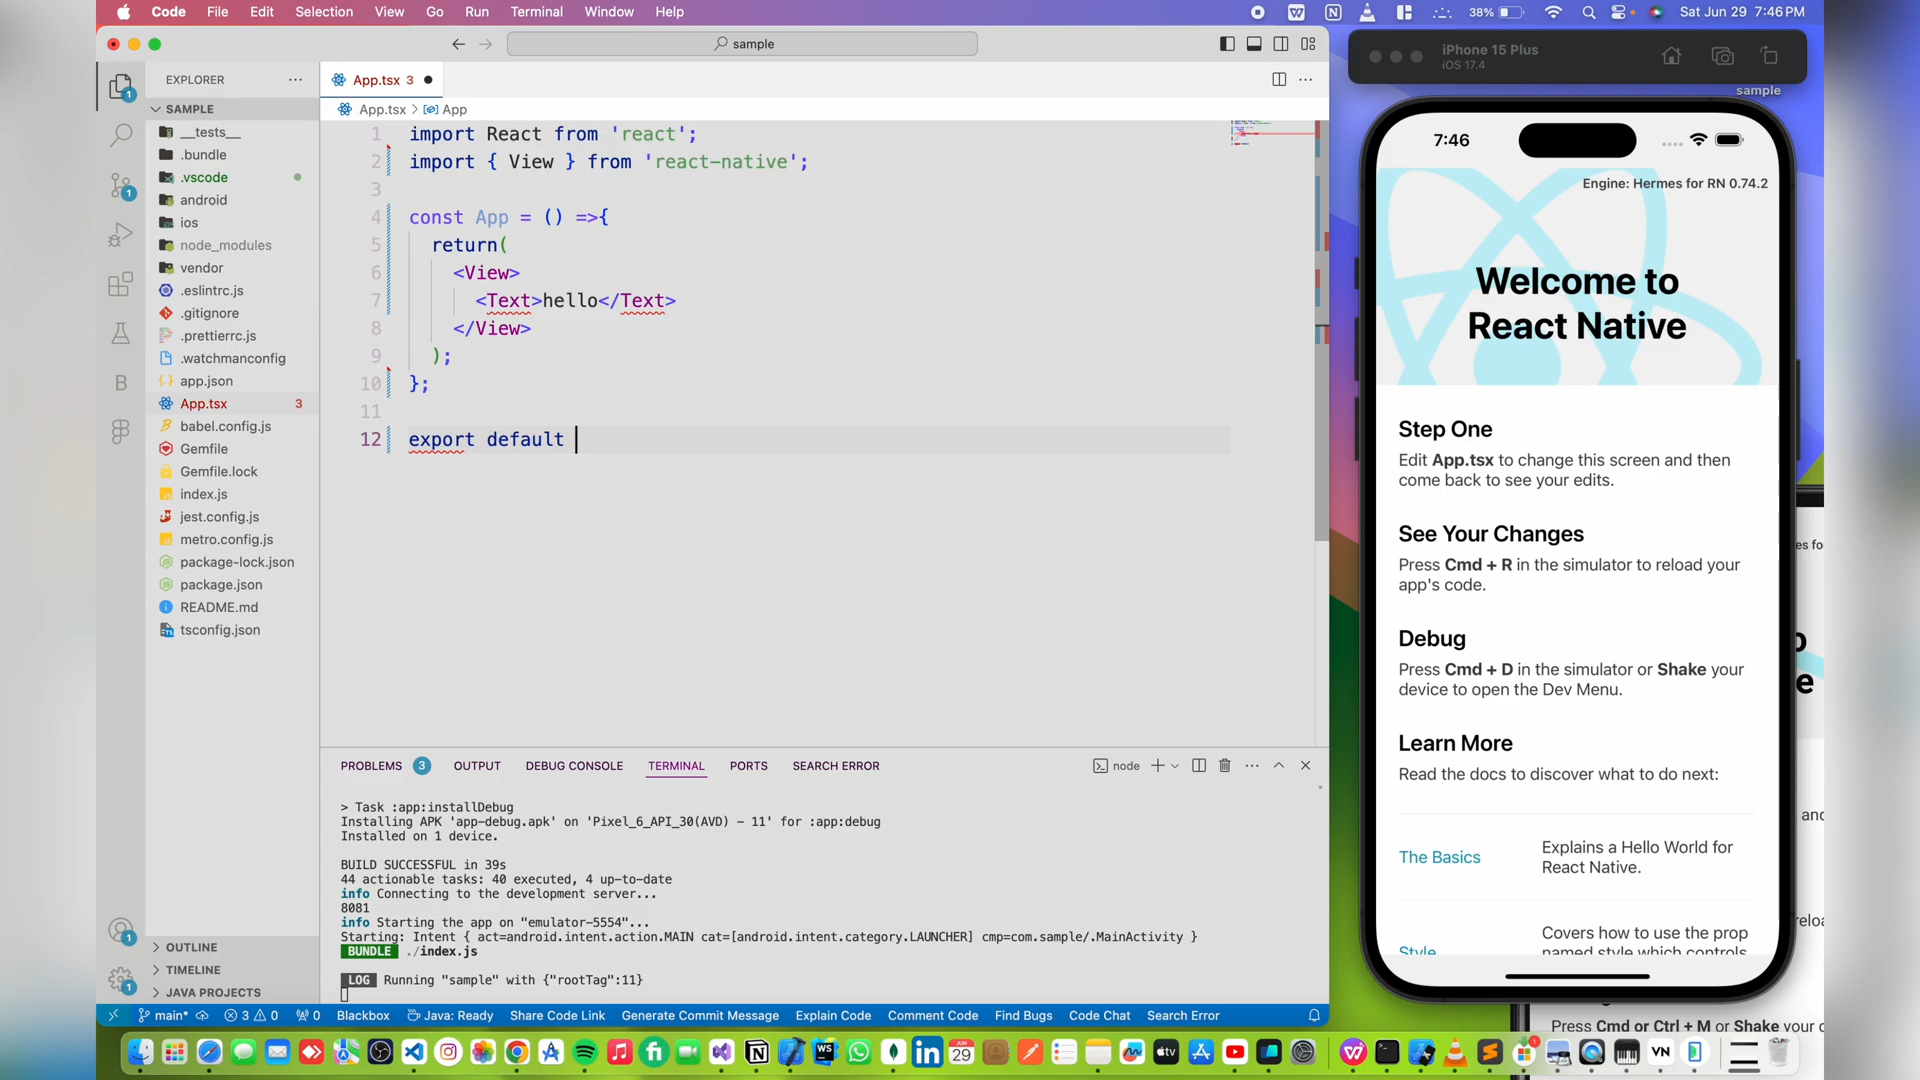 Code File Edit Selection View Go Run Terminal Window Help
38% Sat Jun 29 7:46 PM
sample
EXPLORER
SAMPLE
__tests__
.bundle
.vscode
android
ios
node_modules
vendor
.eslintrc.js
.gitignore
.prettierrc.js
.watchmanconfig
app.json
App.tsx 3
babel.config.js
Gemfile
Gemfile.lock
index.js
jest.config.js
metro.config.js
package-lock.json
package.json
README.md
tsconfig.json
OUTLINE
TIMELINE
JAVA PROJECTS
App.tsx 3
App.tsx > App
1 import React from 'react';
2 import { View } from 'react-native';
3
4 const App = () =>{
5 return(
6 <View>
7 <Text>hello</Text>
8 </View>
9 );
10 };
11
12 export default
PROBLEMS 3 OUTPUT DEBUG CONSOLE TERMINAL PORTS SEARCH ERROR
node
> Task :app:installDebug
Installing APK 'app-debug.apk' on 'Pixel_6_API_30(AVD) - 11' for :app:debug
Installed on 1 device.
BUILD SUCCESSFUL in 39s
44 actionable tasks: 40 executed, 4 up-to-date
info Connecting to the development server...
8081
info Starting the app on "emulator-5554"...
Starting: Intent { act=android.intent.action.MAIN cat=[android.intent.category.LAUNCHER] cmp=com.sample/.MainActivity }
BUNDLE ./index.js
LOG Running "sample" with {"rootTag":11}
main* 3 0 0 Blackbox Java: Ready Share Code Link Generate Commit Message Explain Code Comment Code Find Bugs Code Chat Search Error
iPhone 15 Plus
iOS 17.4
sample
7:46
Engine: Hermes for RN 0.74.2
Welcome to
React Native
Step One
Edit App.tsx to change this screen and then
come back to see your edits.
See Your Changes
Press Cmd + R in the simulator to reload your
app's code.
Debug
Press Cmd + D in the simulator or Shake your
device to open the Dev Menu.
Learn More
Read the docs to discover what to do next:
The Basics
Explains a Hello World for
React Native.
Style
Covers how to use the prop
named style which controls
Press Cmd or Ctrl + M or Shake your